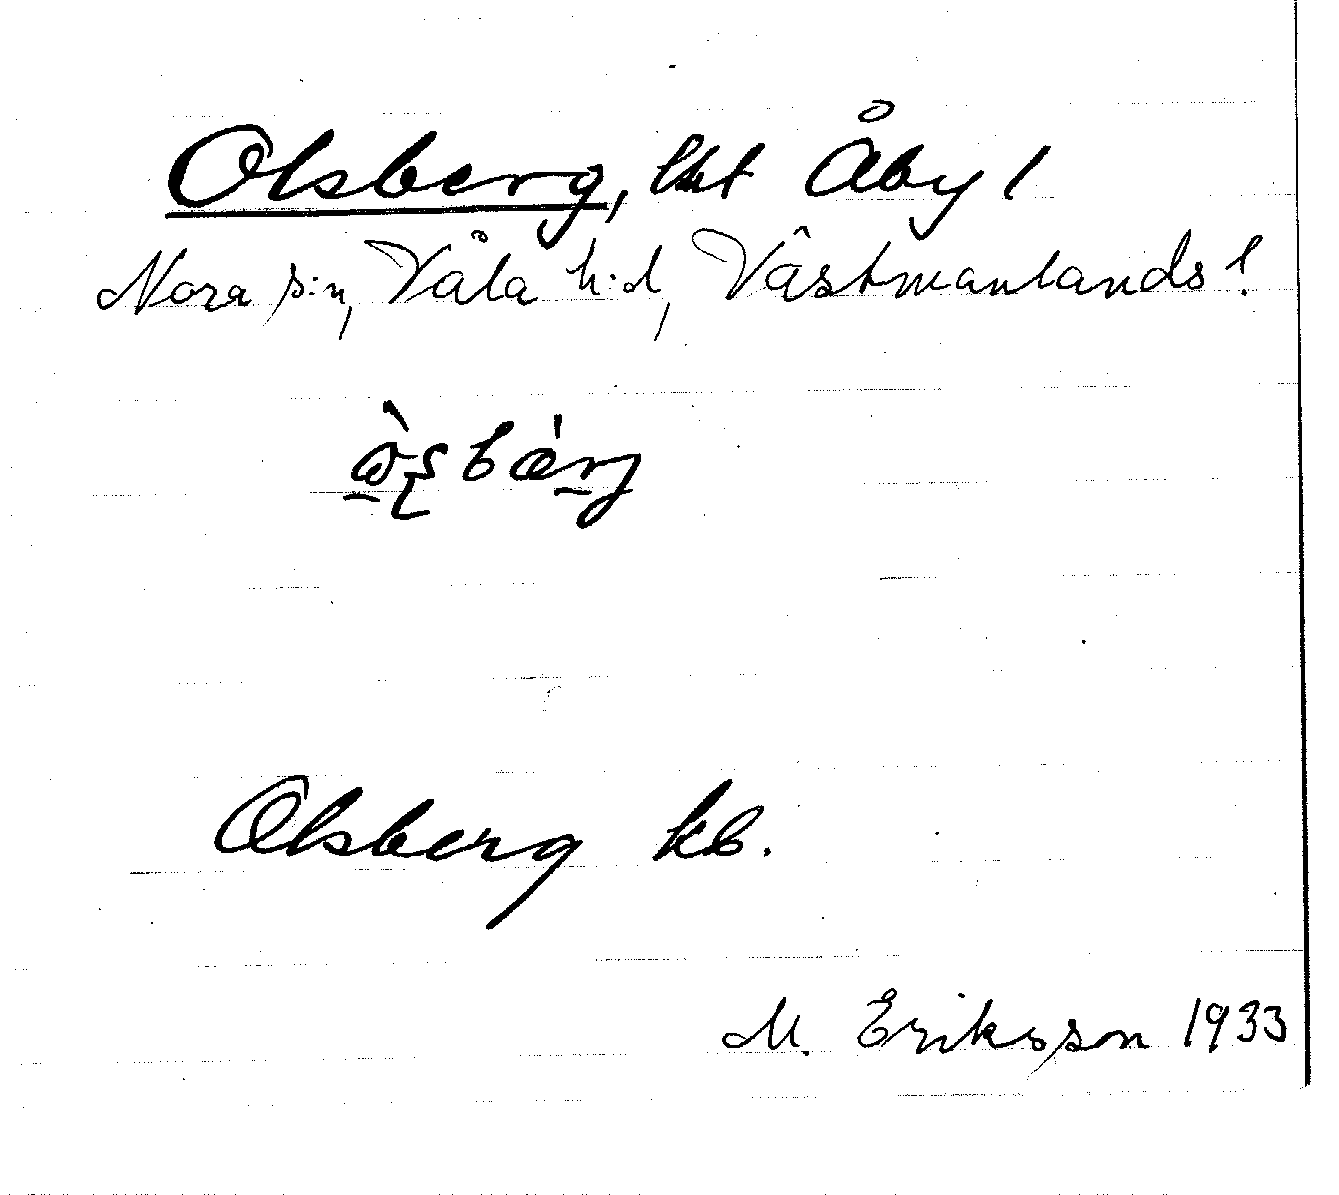 Olsberg, lht Åby 1
Nora s:n, Våla h:d, Västmanlands l.
Olsberg kb.
M. Eriksson 1933